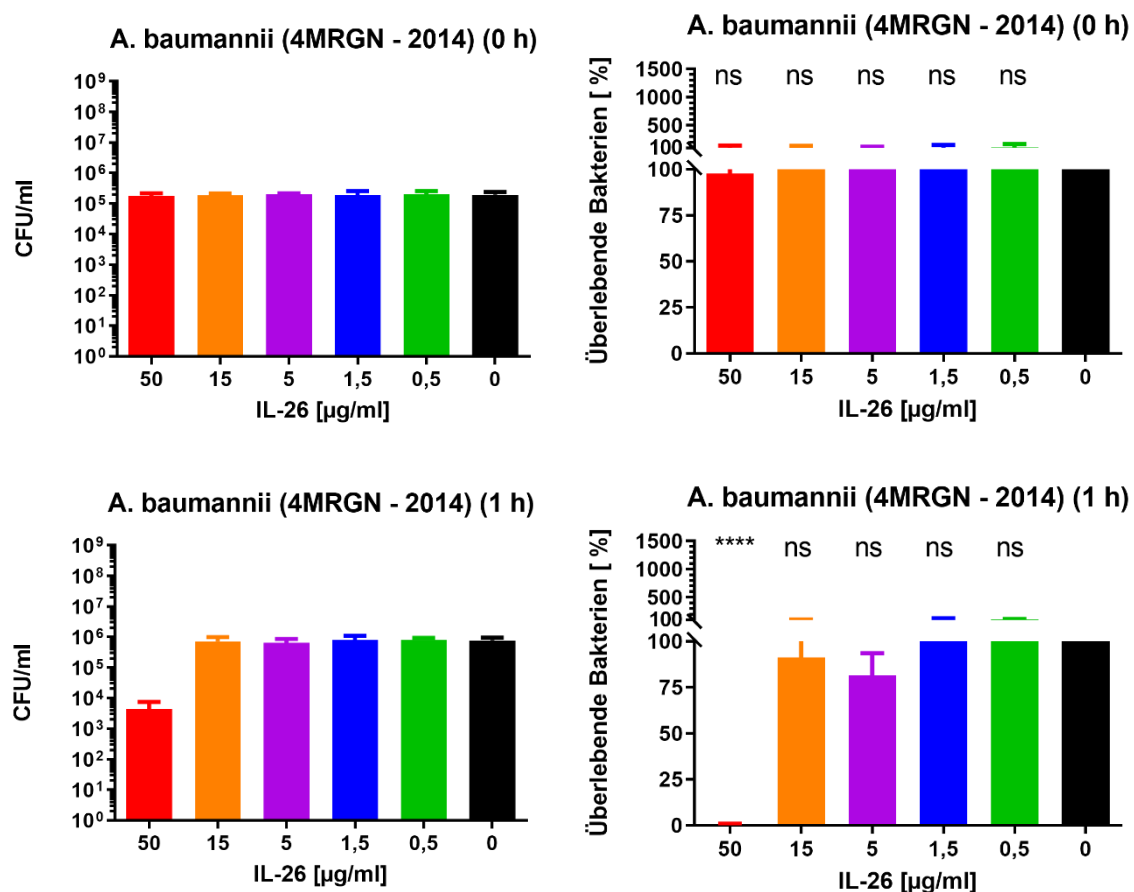 A. baumannii (4MRGN - 2014) (0 h)
CFU/ml
10⁹
10⁸
10⁷
10⁶
10⁵
10⁴
10³
10²
10¹
10⁰
50 15 5 1,5 0,5 0
IL-26 [µg/ml]
A. baumannii (4MRGN - 2014) (0 h)
Überlebende Bakterien [ %]
1500
1000
500
100
100
75
50
25
0
ns ns ns ns ns
50 15 5 1,5 0,5 0
IL-26 [µg/ml]
A. baumannii (4MRGN - 2014) (1 h)
CFU/ml
10⁹
10⁸
10⁷
10⁶
10⁵
10⁴
10³
10²
10¹
10⁰
50 15 5 1,5 0,5 0
IL-26 [µg/ml]
A. baumannii (4MRGN - 2014) (1 h)
Überlebende Bakterien [ %]
1500
1000
500
100
100
75
50
25
0
**** ns ns ns ns
50 15 5 1,5 0,5 0
IL-26 [µg/ml]